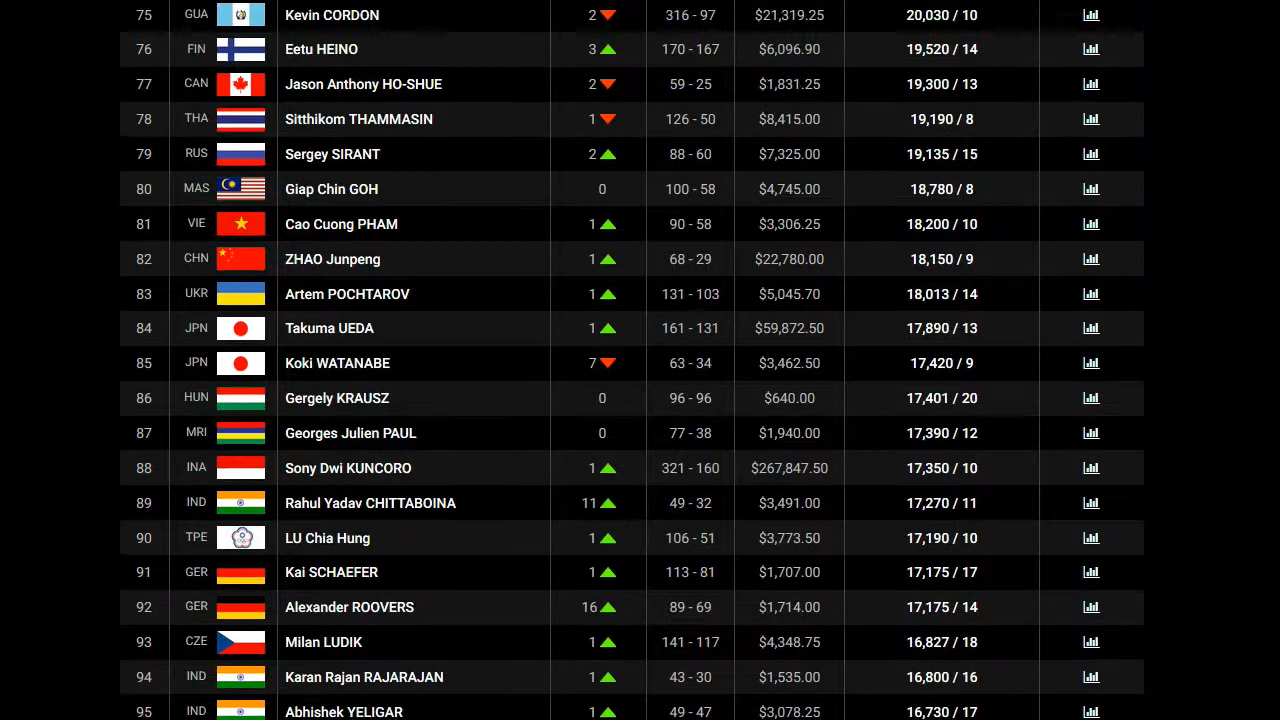 75 GUA Kevin CORDON 2 316 - 97 $21,319.25 20,030 / 10
76 FIN Eetu HEINO 3 170 - 167 $6,096.90 19,520 / 14
77 CAN Jason Anthony HO-SHUE 2 59 - 25 $1,831.25 19,300 / 13
78 THA Sitthikom THAMMASIN 1 126 - 50 $8,415.00 19,190 / 8
79 RUS Sergey SIRANT 2 88 - 60 $7,325.00 19,135 / 15
80 MAS Giap Chin GOH 0 100 - 58 $4,745.00 18,780 / 8
81 VIE Cao Cuong PHAM 1 90 - 58 $3,306.25 18,200 / 10
82 CHN ZHAO Junpeng 1 68 - 29 $22,780.00 18,150 / 9
83 UKR Artem POCHTAROV 1 131 - 103 $5,045.70 18,013 / 14
84 JPN Takuma UEDA 1 161 - 131 $59,872.50 17,890 / 13
85 JPN Koki WATANABE 7 63 - 34 $3,462.50 17,420 / 9
86 HUN Gergely KRAUSZ 0 96 - 96 $640.00 17,401 / 20
87 MRI Georges Julien PAUL 0 77 - 38 $1,940.00 17,390 / 12
88 INA Sony Dwi KUNCORO 1 321 - 160 $267,847.50 17,350 / 10
89 IND Rahul Yadav CHITTABOINA 11 49 - 32 $3,491.00 17,270 / 11
90 TPE LU Chia Hung 1 106 - 51 $3,773.50 17,190 / 10
91 GER Kai SCHAEFER 1 113 - 81 $1,707.00 17,175 / 17
92 GER Alexander ROOVERS 16 89 - 69 $1,714.00 17,175 / 14
93 CZE Milan LUDIK 1 141 - 117 $4,348.75 16,827 / 18
94 IND Karan Rajan RAJARAJAN 1 43 - 30 $1,535.00 16,800 / 16
95 IND Abhishek YELIGAR 1 49 - 47 $3,078.25 16,730 / 17